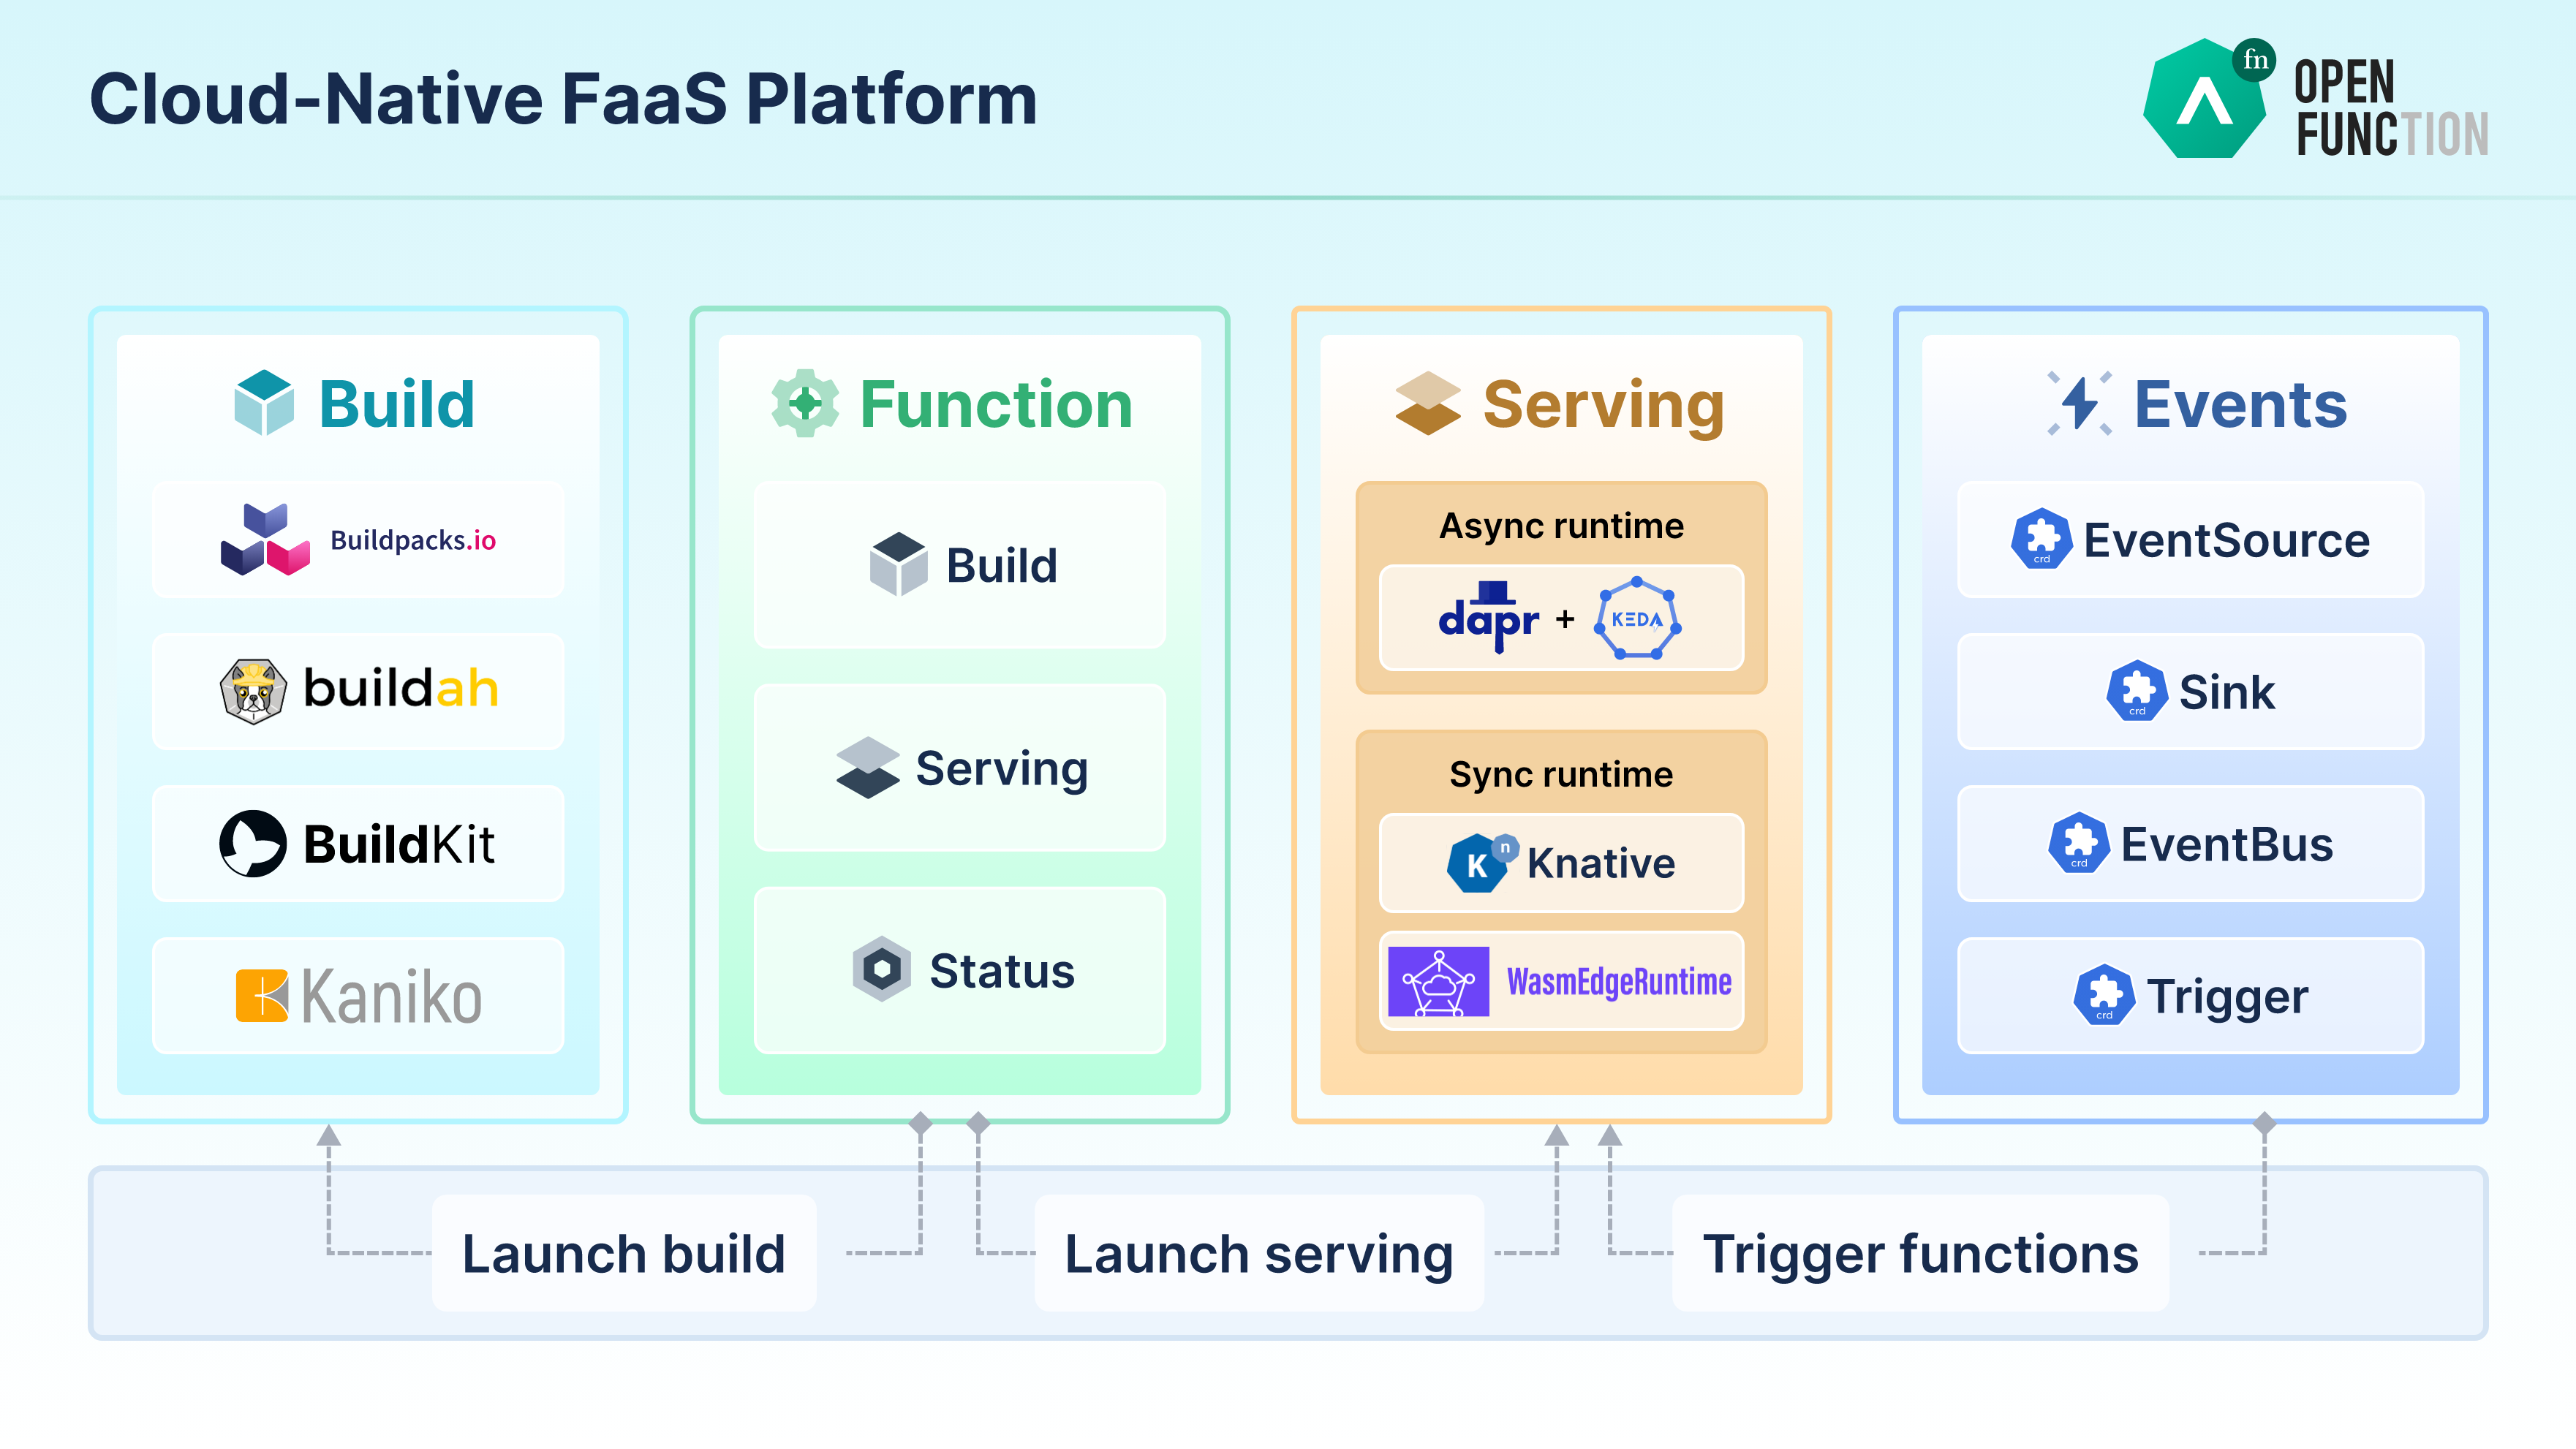 Cloud-Native FaaS Platform
fn
OPEN
FUNCTION
Build
Buildpacks.io
buildah
BuildKit
Kaniko
Function
Build
Serving
Status
Serving
Async runtime
dapr + KEDA
Sync runtime
K n Knative
WasmEdgeRuntime
Events
crd EventSource
crd Sink
crd EventBus
crd Trigger
Launch build
Launch serving
Trigger functions